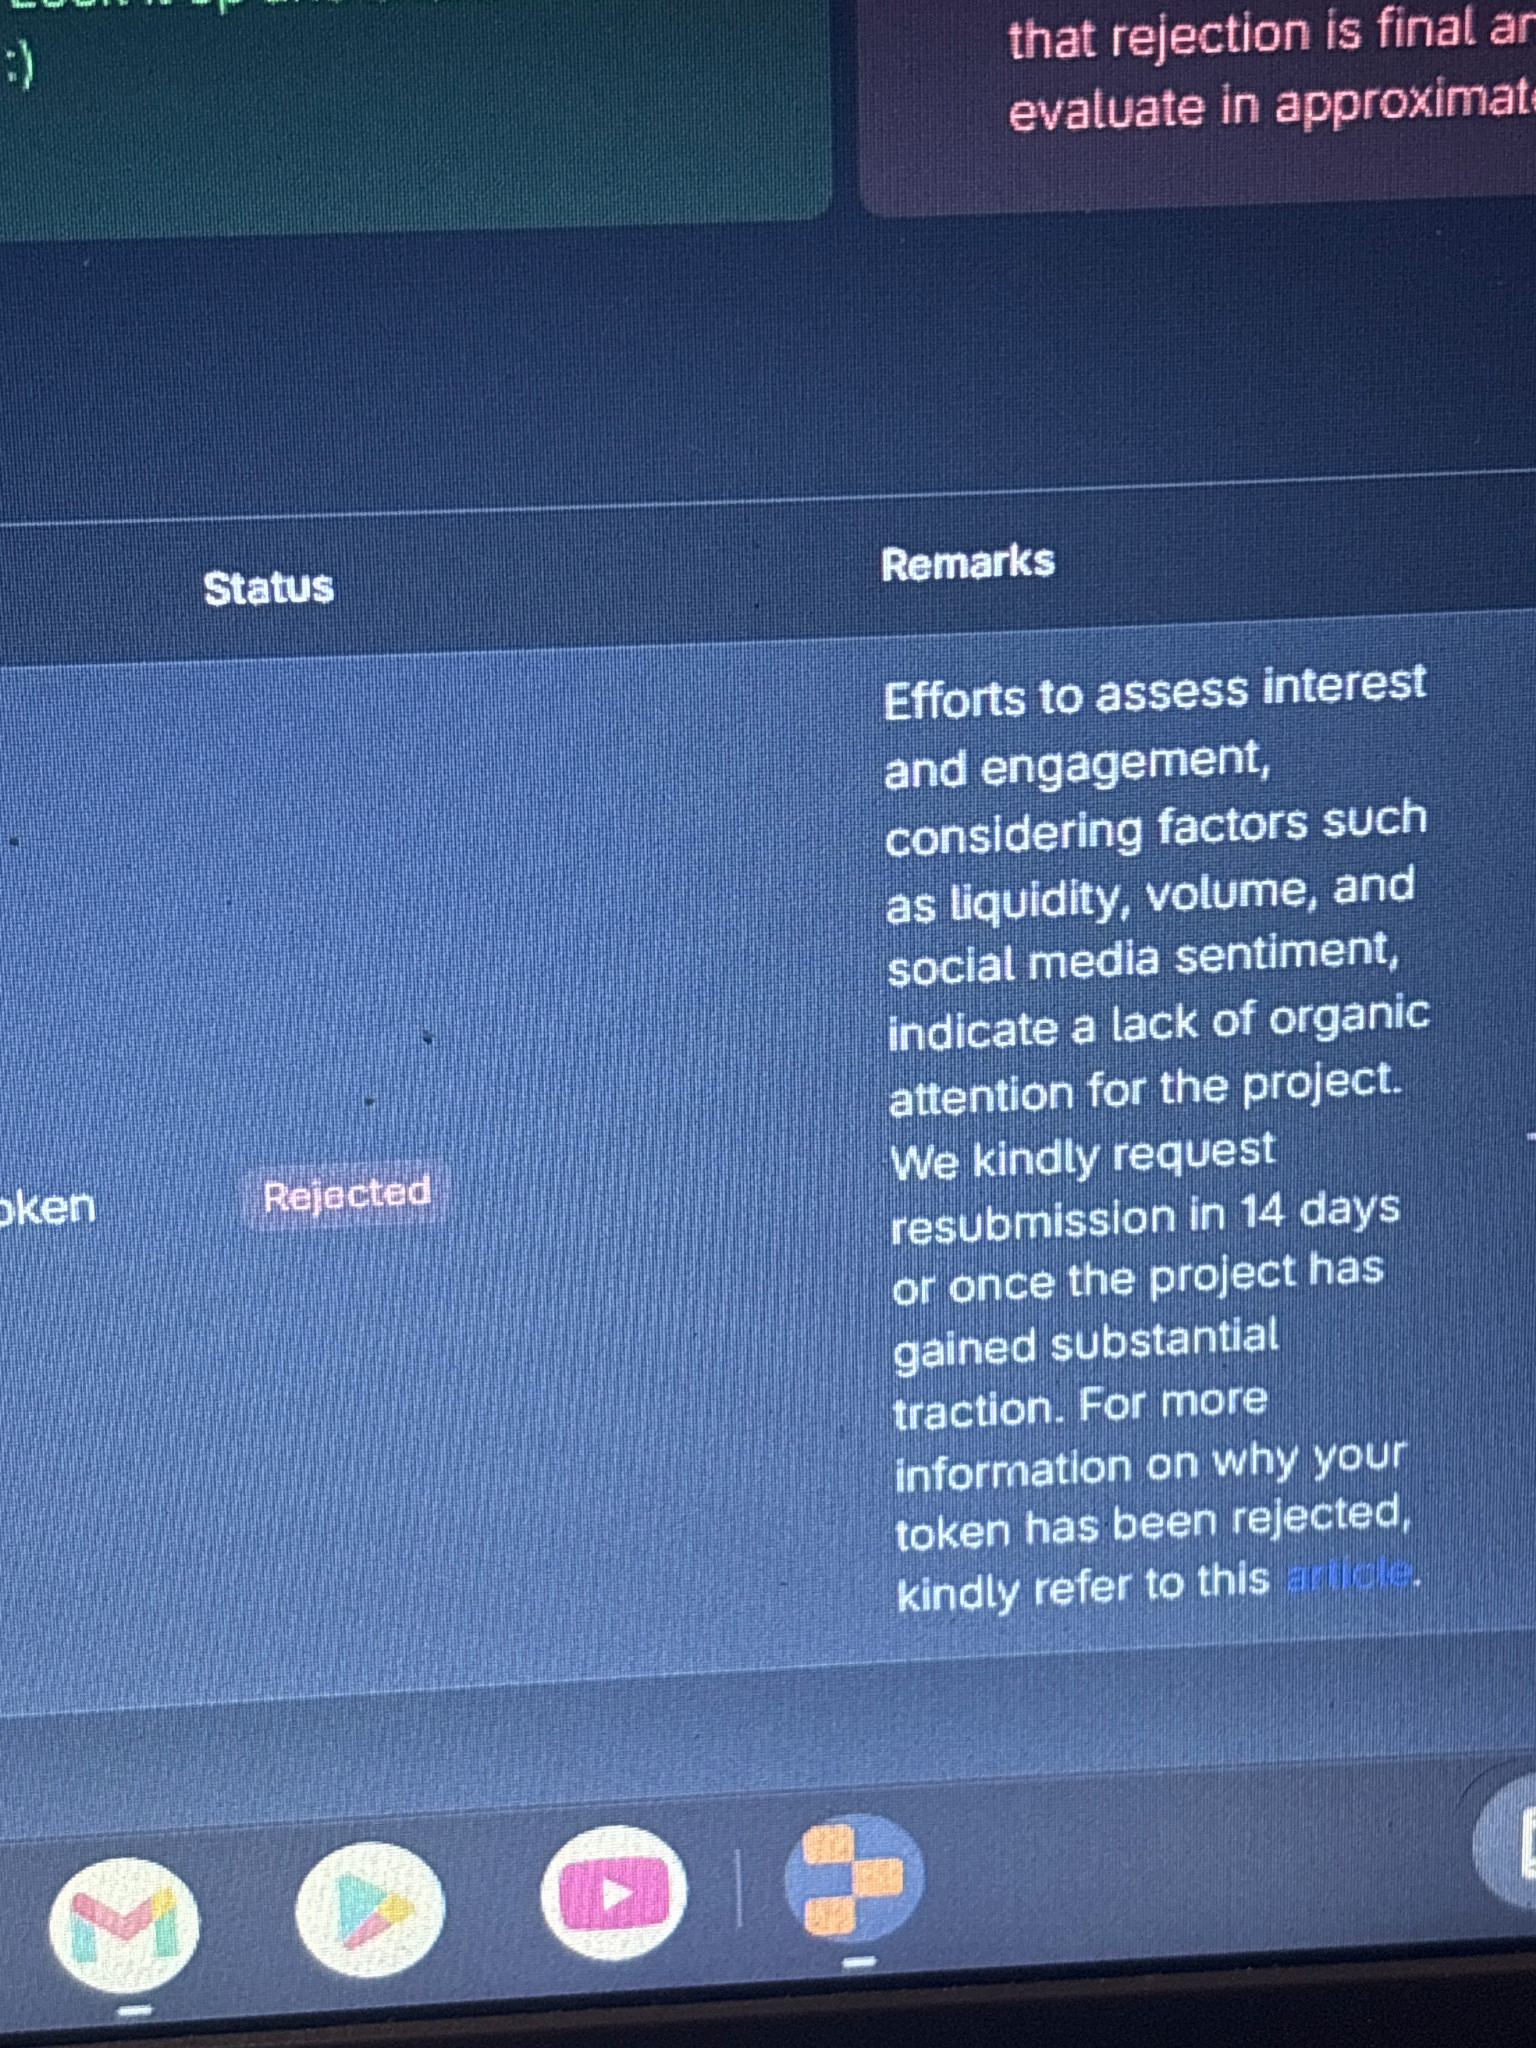 :)
that rejection is final
evaluate in
Status
Remarks
Efforts to assess interest
and engagement,
considering factors such
as liquidity, volume, and
social media sentiment,
indicate a lack of organic
attention for the project.
We kindly request
resubmission in 14 days
or once the project has
gained substantial
traction. For more
information on why your
token has been rejected,
kindly refer to this article.
Rejected